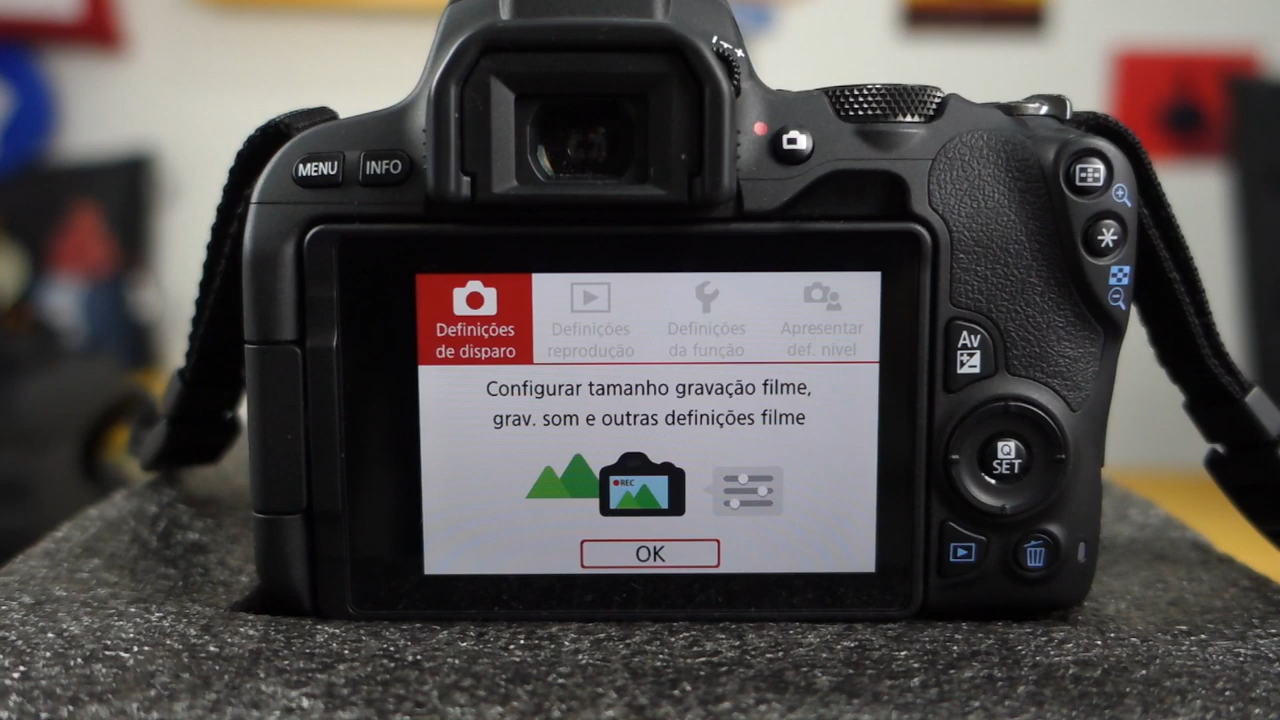 MENU
INFO
Definições
de disparo
Definições
reprodução
Definições
da função
Apresentar
def. nível
Configurar tamanho gravação filme,
grav. som e outras definições filme
REC
OK
Av
Q
SET